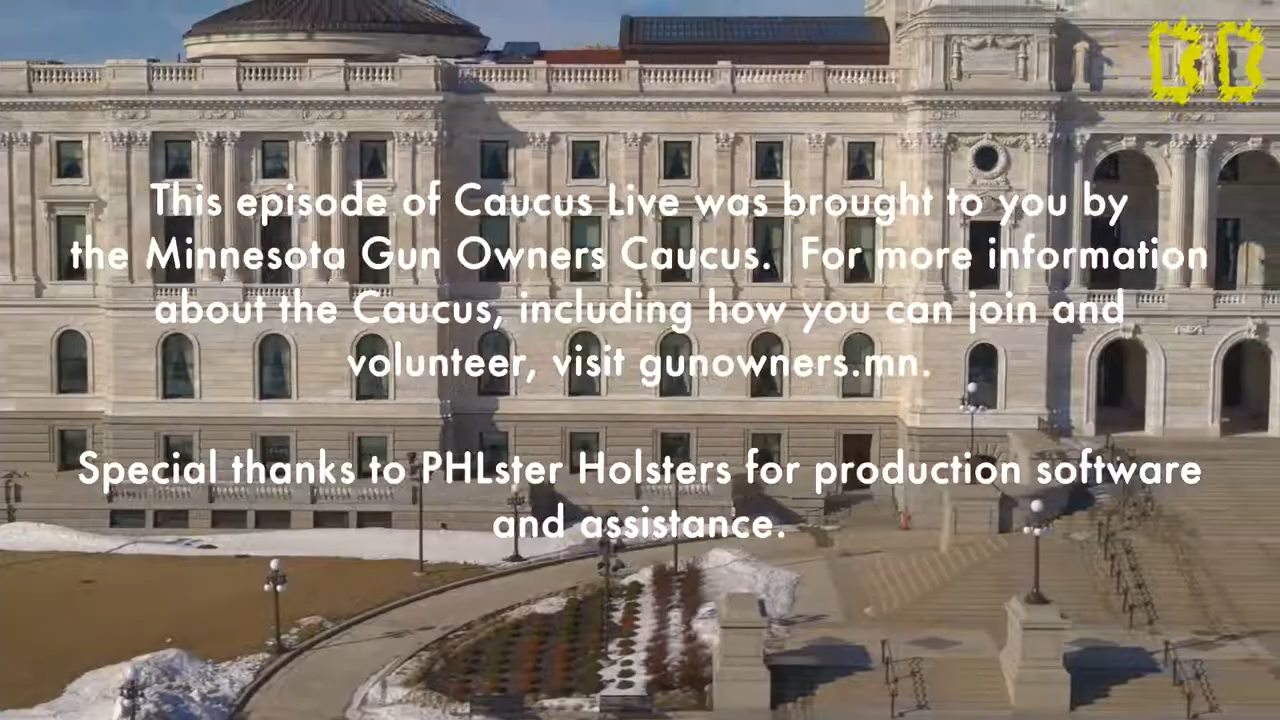 This episode of Caucus Live was brought to you by
the Minnesota Gun Owners Caucus.  For more information
about the Caucus, including how you can join and
volunteer, visit gunowners.mn.
Special thanks to PHLster Holsters for production software
and assistance.